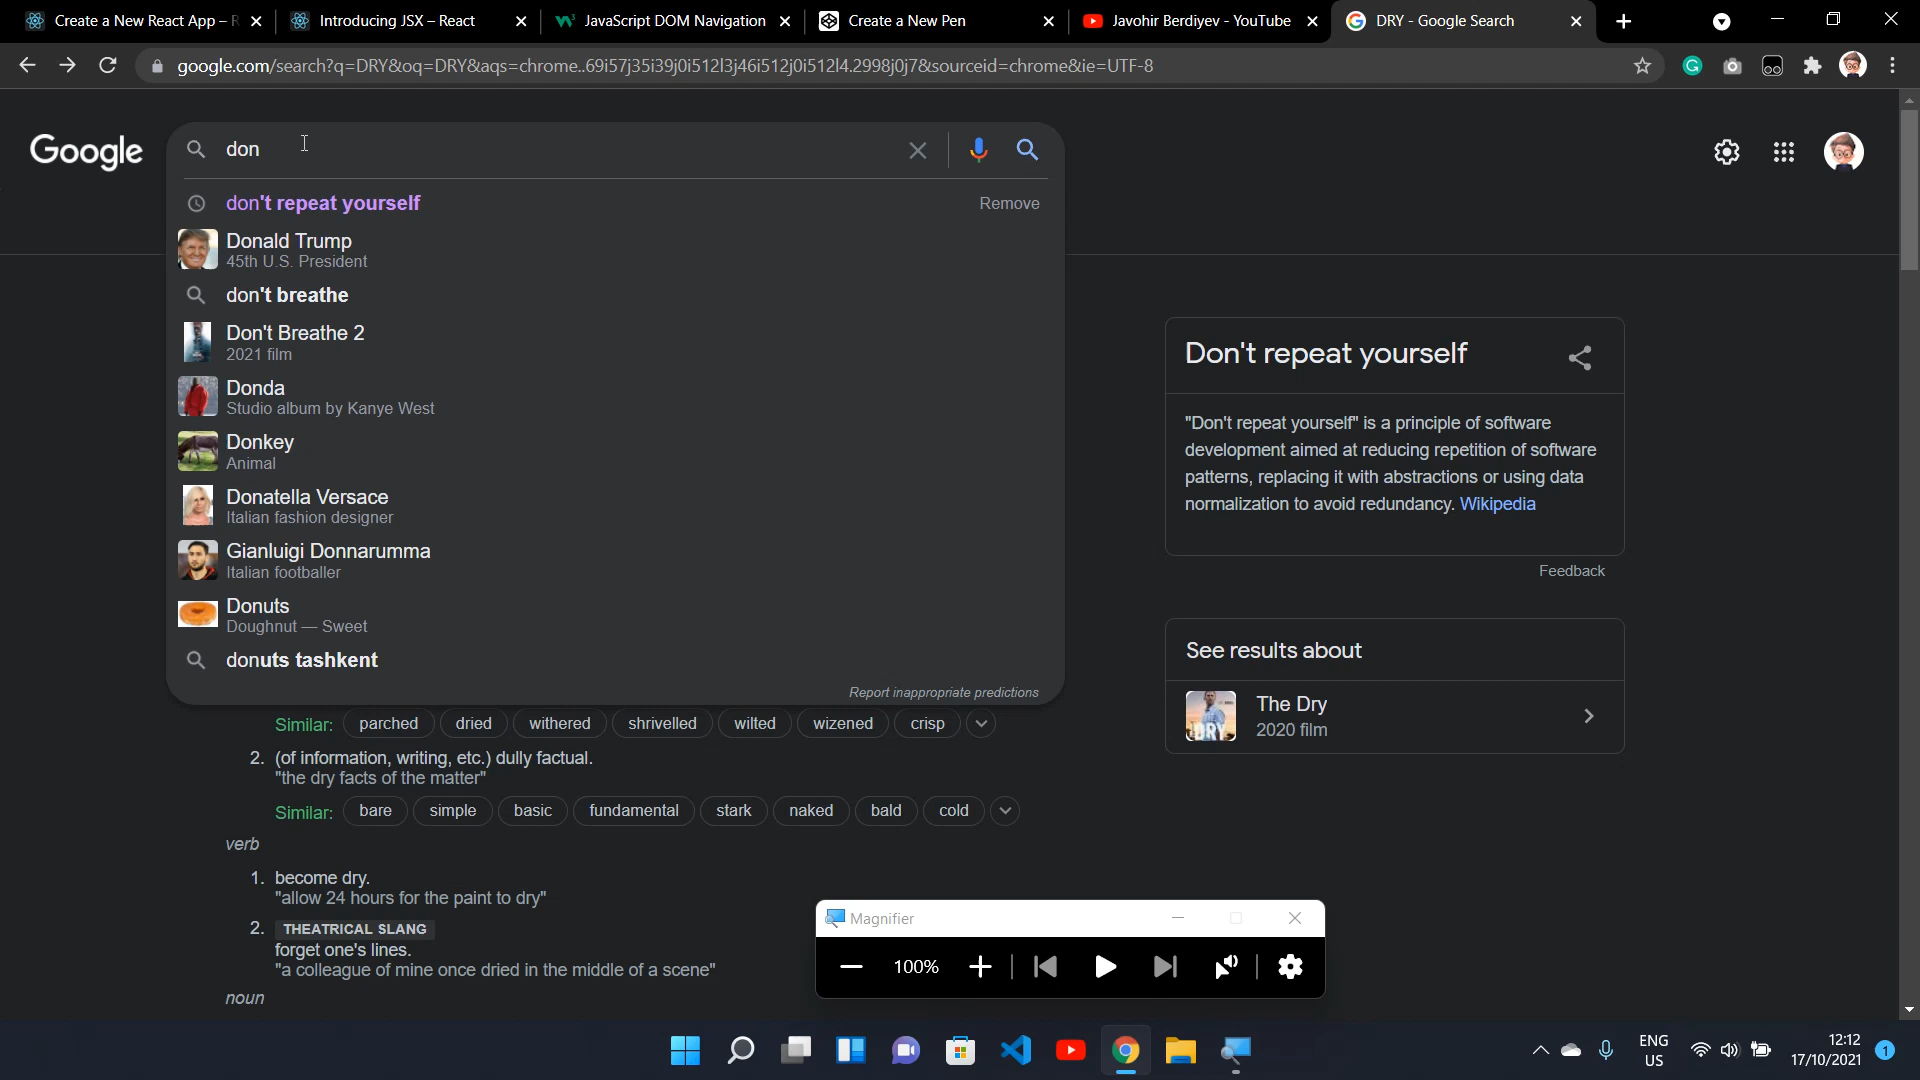 Create a New React App – R
Introducing JSX – React
JavaScript DOM Navigation
Create a New Pen
Javohir Berdiyev - YouTube
DRY - Google Search
google.com/search?q=DRY&oq=DRY&aqs=chrome..69i57j35i39j0i512l3j46i512j0i512l4.2998j0j7&sourceid=chrome&ie=UTF-8
Google
don
don't repeat yourself
Remove
Donald Trump
45th U.S. President
don't breathe
Don't Breathe 2
2021 film
Donda
Studio album by Kanye West
Donkey
Animal
Donatella Versace
Italian fashion designer
Gianluigi Donnarumma
Italian footballer
Donuts
Doughnut — Sweet
donuts tashkent
Report inappropriate predictions
Similar: parched dried withered shrivelled wilted wizened crisp
2. (of information, writing, etc.) dully factual.
"the dry facts of the matter"
Similar: bare simple basic fundamental stark naked bald cold
verb
1. become dry.
"allow 24 hours for the paint to dry"
2. THEATRICAL SLANG
forget one's lines.
"a colleague of mine once dried in the middle of a scene"
noun
Don't repeat yourself
"Don't repeat yourself" is a principle of software
development aimed at reducing repetition of software
patterns, replacing it with abstractions or using data
normalization to avoid redundancy. Wikipedia
Feedback
See results about
The Dry
2020 film
DRY
Magnifier
100%
ENG
US
12:12
17/10/2021
1